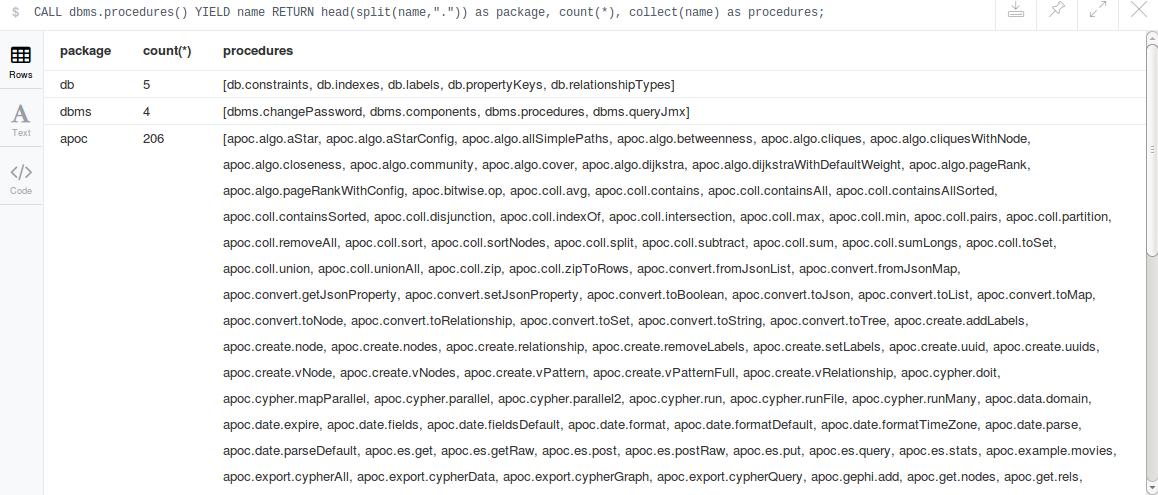 $ CALL dbms.procedures() YIELD name RETURN head(split(name,".")) as package, count(*), collect(name) as procedures;
Rows
Text
Code
package count(*) procedures
db 5 [db.constraints, db.indexes, db.labels, db.propertyKeys, db.relationshipTypes]
dbms 4 [dbms.changePassword, dbms.components, dbms.procedures, dbms.queryJmx]
apoc 206 [apoc.algo.aStar, apoc.algo.aStarConfig, apoc.algo.allSimplePaths, apoc.algo.betweenness, apoc.algo.cliques, apoc.algo.cliquesWithNode,
apoc.algo.closeness, apoc.algo.community, apoc.algo.cover, apoc.algo.dijkstra, apoc.algo.dijkstraWithDefaultWeight, apoc.algo.pageRank,
apoc.algo.pageRankWithConfig, apoc.bitwise.op, apoc.coll.avg, apoc.coll.contains, apoc.coll.containsAll, apoc.coll.containsAllSorted,
apoc.coll.containsSorted, apoc.coll.disjunction, apoc.coll.indexOf, apoc.coll.intersection, apoc.coll.max, apoc.coll.min, apoc.coll.pairs, apoc.coll.partition,
apoc.coll.removeAll, apoc.coll.sort, apoc.coll.sortNodes, apoc.coll.split, apoc.coll.subtract, apoc.coll.sum, apoc.coll.sumLongs, apoc.coll.toSet,
apoc.coll.union, apoc.coll.unionAll, apoc.coll.zip, apoc.coll.zipToRows, apoc.convert.fromJsonList, apoc.convert.fromJsonMap,
apoc.convert.getJsonProperty, apoc.convert.setJsonProperty, apoc.convert.toBoolean, apoc.convert.toJson, apoc.convert.toList, apoc.convert.toMap,
apoc.convert.toNode, apoc.convert.toRelationship, apoc.convert.toSet, apoc.convert.toString, apoc.convert.toTree, apoc.create.addLabels,
apoc.create.node, apoc.create.nodes, apoc.create.relationship, apoc.create.removeLabels, apoc.create.setLabels, apoc.create.uuid, apoc.create.uuids,
apoc.create.vNode, apoc.create.vNodes, apoc.create.vPattern, apoc.create.vPatternFull, apoc.create.vRelationship, apoc.cypher.doit,
apoc.cypher.mapParallel, apoc.cypher.parallel, apoc.cypher.parallel2, apoc.cypher.run, apoc.cypher.runFile, apoc.cypher.runMany, apoc.data.domain,
apoc.date.expire, apoc.date.fields, apoc.date.fieldsDefault, apoc.date.format, apoc.date.formatDefault, apoc.date.formatTimeZone, apoc.date.parse,
apoc.date.parseDefault, apoc.es.get, apoc.es.getRaw, apoc.es.post, apoc.es.postRaw, apoc.es.put, apoc.es.query, apoc.es.stats, apoc.example.movies,
apoc.export.cypherAll, apoc.export.cypherData, apoc.export.cypherGraph, apoc.export.cypherQuery, apoc.gephi.add, apoc.get.nodes, apoc.get.rels,